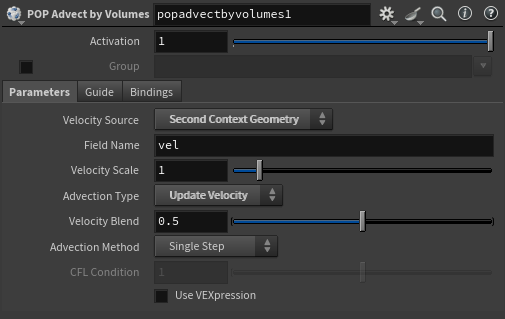 POP Advect by Volumes popadvectbyvolumes1
Activation 1
Group
Parameters Guide Bindings
Velocity Source Second Context Geometry
Field Name vel
Velocity Scale 1
Advection Type Update Velocity
Velocity Blend 0.5
Advection Method Single Step
CFL Condition 1
Use VEXpression